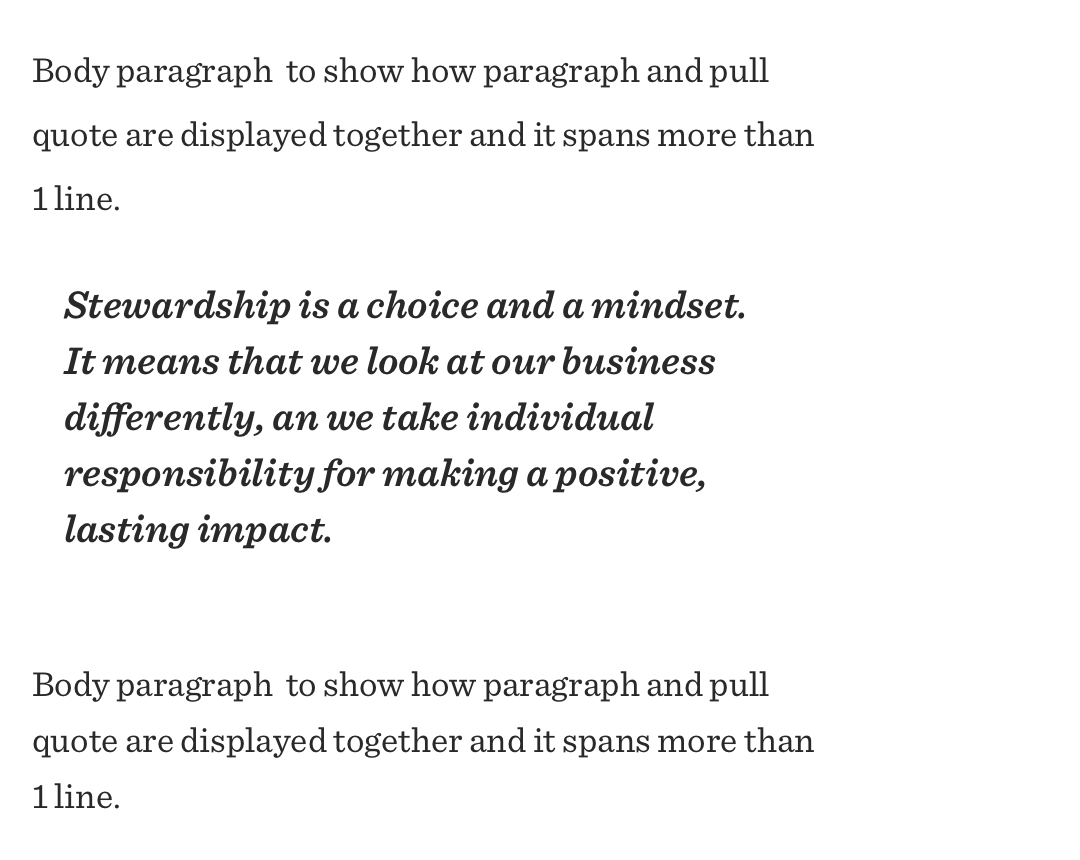 Body paragraph  to show how paragraph and pull
quote are displayed together and it spans more than
1 line.
Stewardship is a choice and a mindset.
It means that we look at our business
differently, an we take individual
responsibility for making a positive,
lasting impact.
Body paragraph  to show how paragraph and pull
quote are displayed together and it spans more than
1 line.